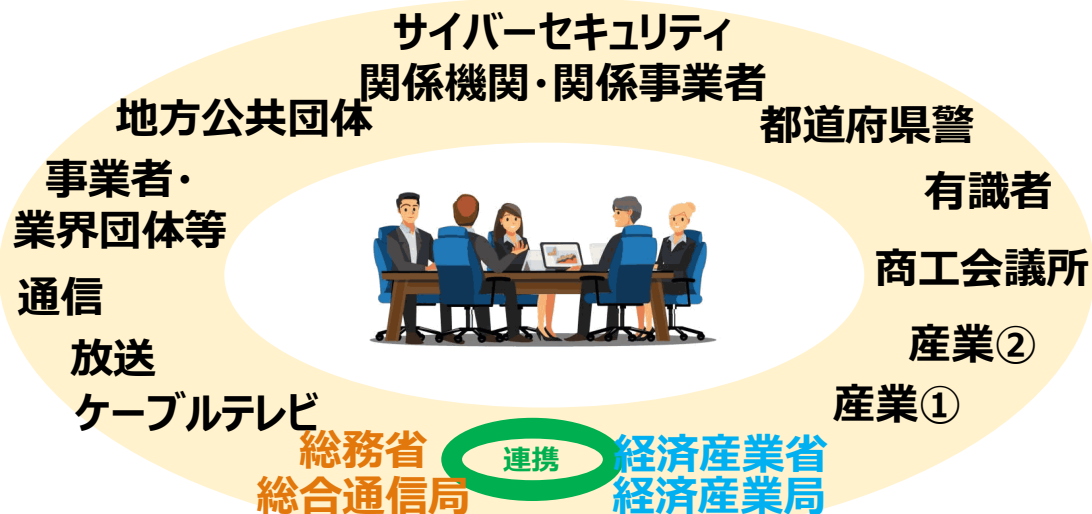 サイバーセキュリティ
関係機関・関係事業者
地方公共団体
都道府県警
事業者・
業界団体等
有識者
通信
商工会議所
放送
産業②
ケーブルテレビ
産業①
総務省
総合通信局
連携
経済産業省
経済産業局